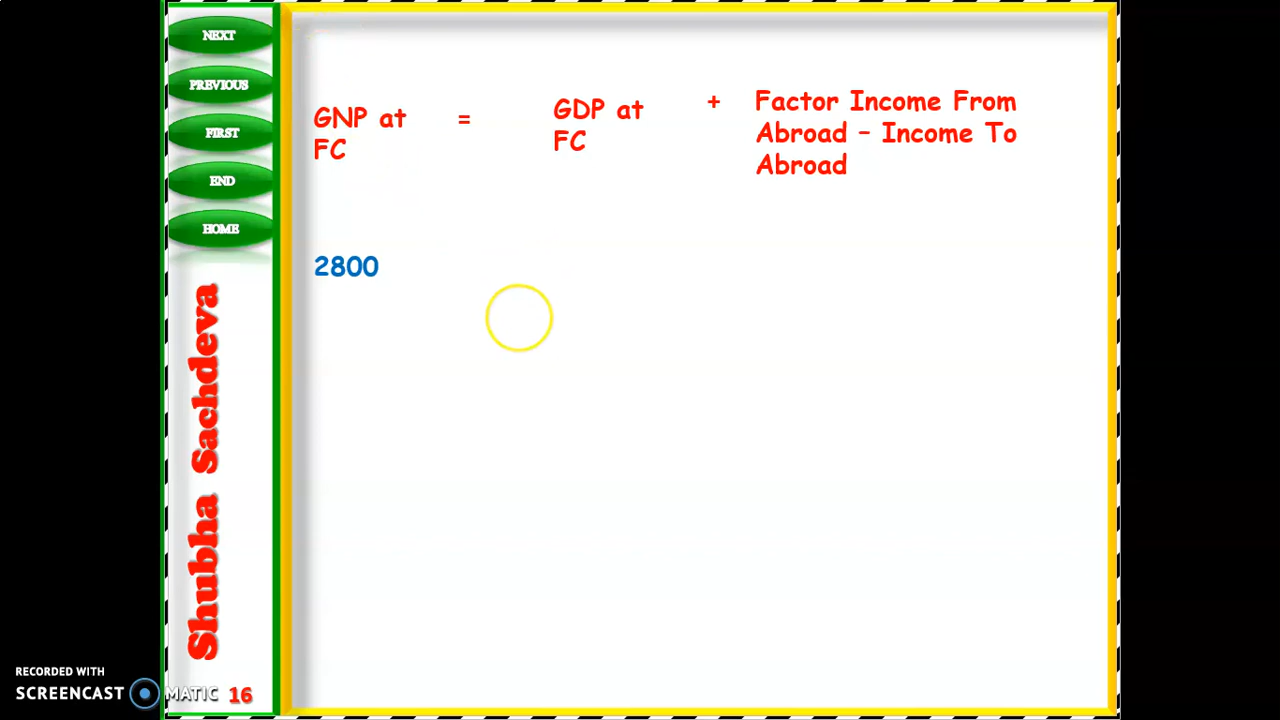 NEXT
PREVIOUS
FIRST
END
HOME
Shubha Sachdeva
GNP at
FC
=
GDP at
FC
+
Factor Income From
Abroad – Income To
Abroad
2800
RECORDED WITH
SCREENCAST MATIC
16